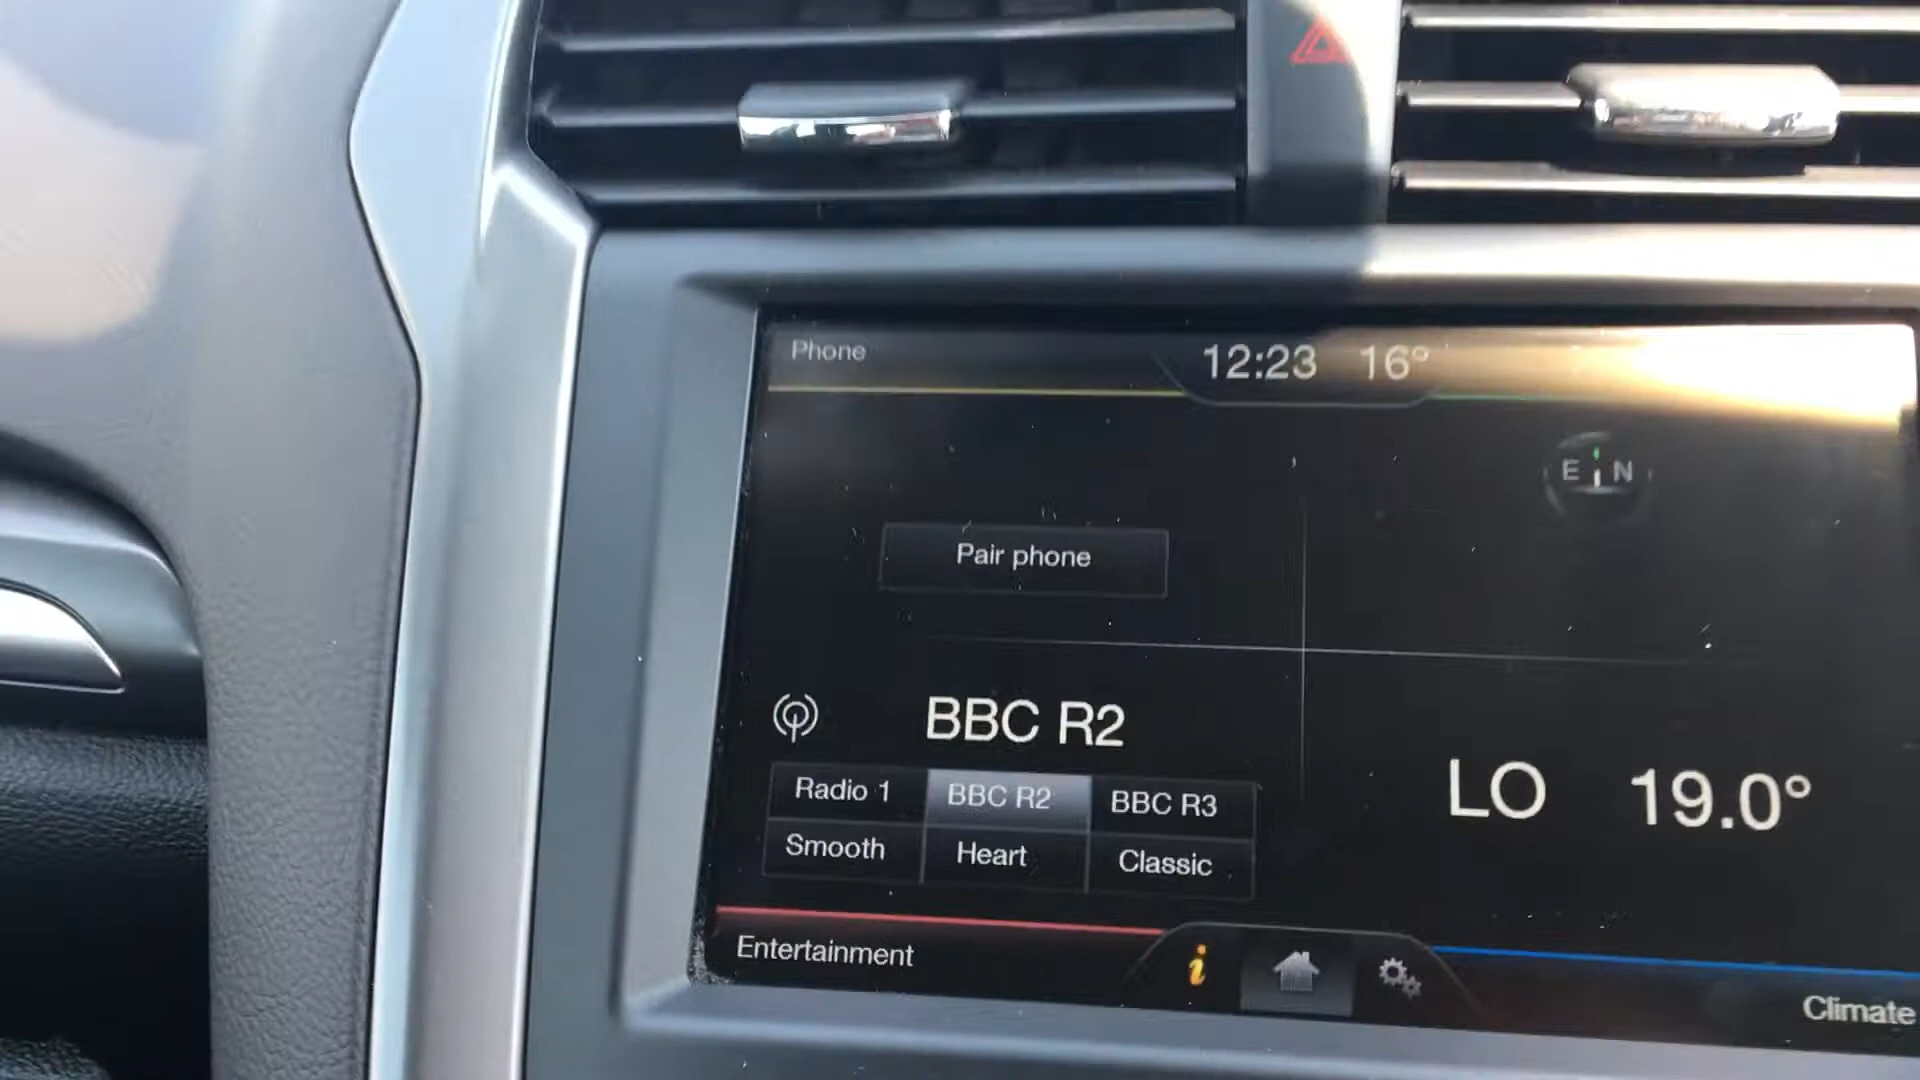 Phone
12:23 16°
E N
Pair phone
BBC R2
Radio 1 BBC R2 BBC R3
Smooth Heart Classic
LO 19.0°
Entertainment
i
Climate